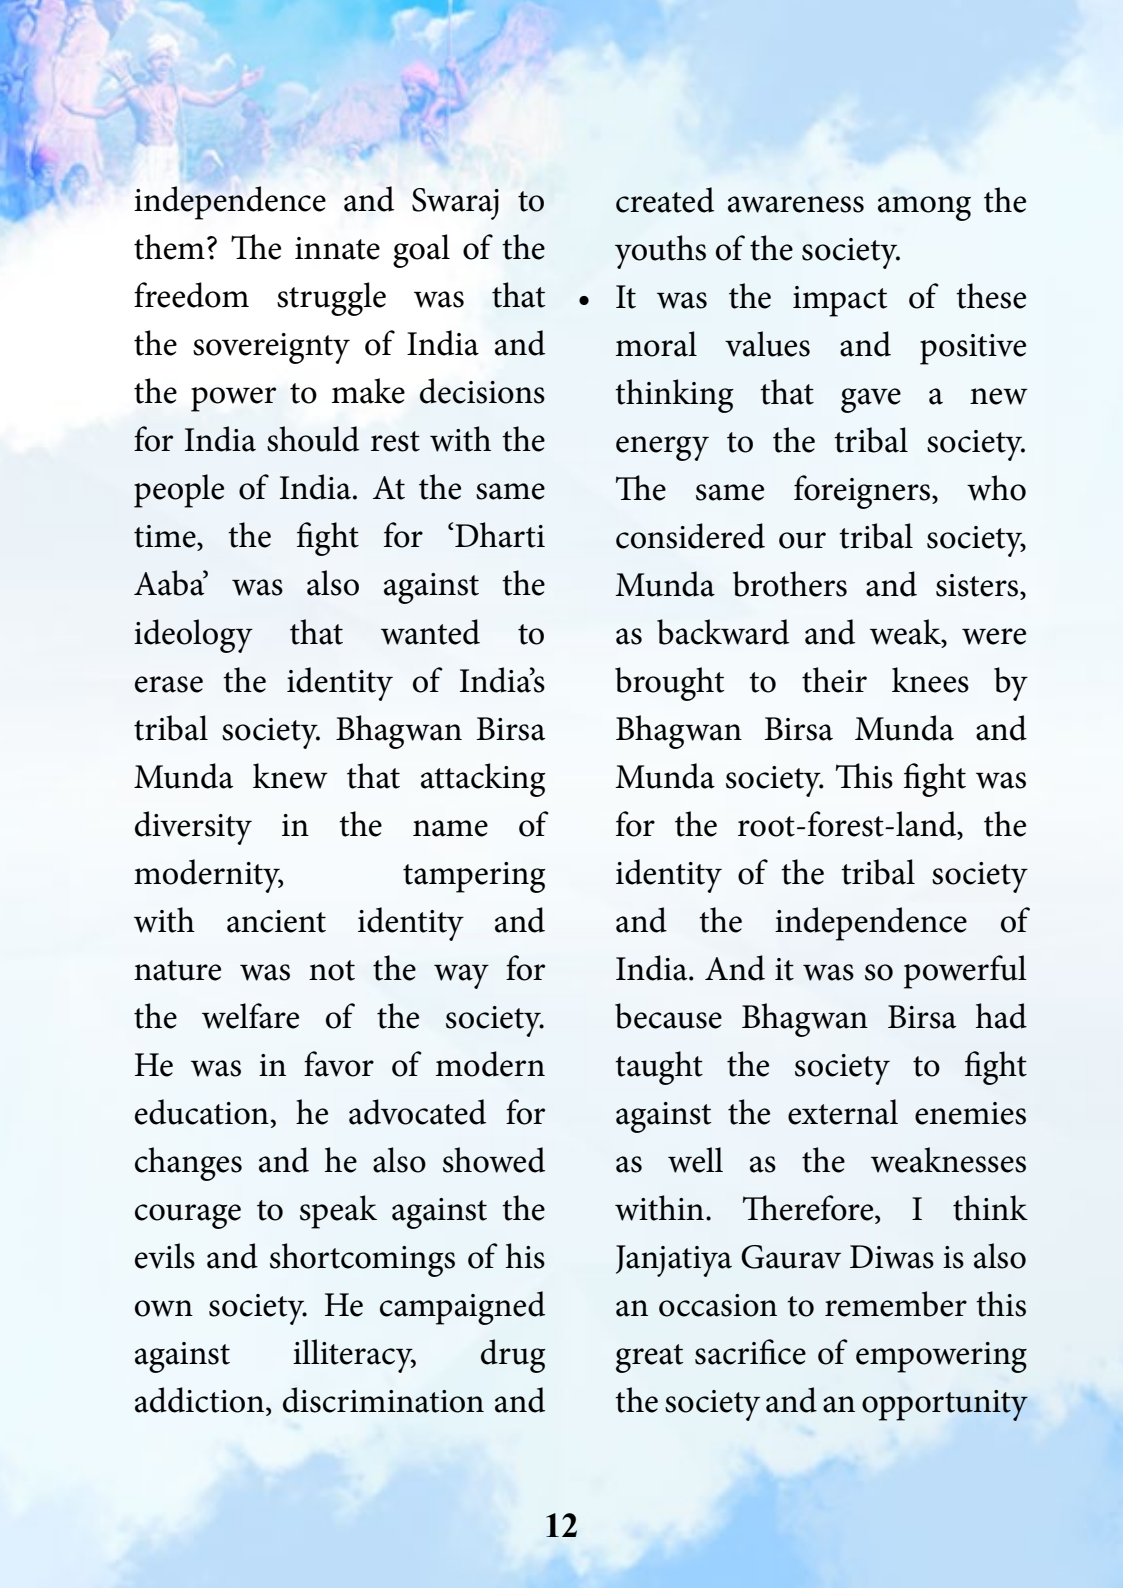 independence and Swaraj to
them? The innate goal of the
freedom struggle was that
the sovereignty of India and
the power to make decisions
for India should rest with the
people of India. At the same
time, the fight for ‘Dharti
Aaba’ was also against the
ideology that wanted to
erase the identity of India’s
tribal society. Bhagwan Birsa
Munda knew that attacking
diversity in the name of
modernity, tampering
with ancient identity and
nature was not the way for
the welfare of the society.
He was in favor of modern
education, he advocated for
changes and he also showed
courage to speak against the
evils and shortcomings of his
own society. He campaigned
against illiteracy, drug
addiction, discrimination and
created awareness among the
youths of the society.
• It was the impact of these
moral values and positive
thinking that gave a new
energy to the tribal society.
The same foreigners, who
considered our tribal society,
Munda brothers and sisters,
as backward and weak, were
brought to their knees by
Bhagwan Birsa Munda and
Munda society. This fight was
for the root-forest-land, the
identity of the tribal society
and the independence of
India. And it was so powerful
because Bhagwan Birsa had
taught the society to fight
against the external enemies
as well as the weaknesses
within. Therefore, I think
Janjatiya Gaurav Diwas is also
an occasion to remember this
great sacrifice of empowering
the society and an opportunity
12